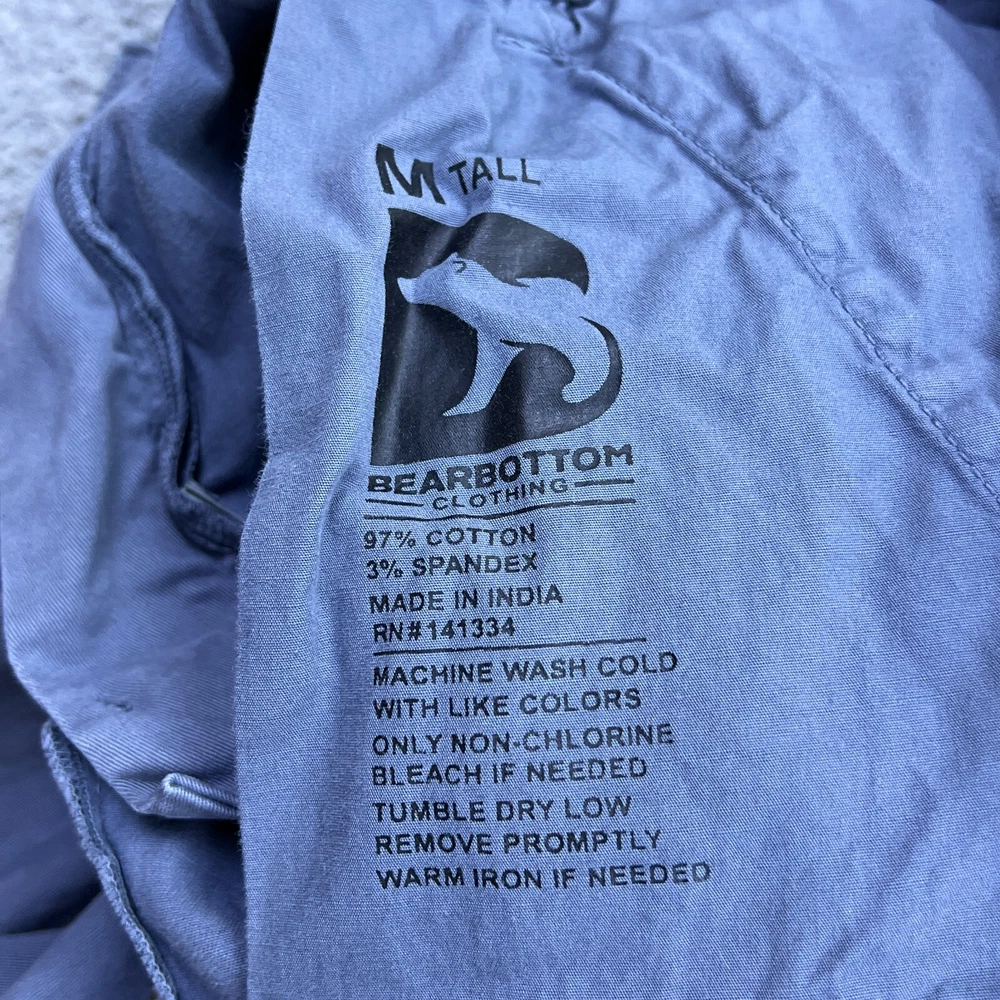 M TALL
BEARBOTTOM
CLOTHING
97% COTTON
3% SPANDEX
MADE IN INDIA
RN#141334
MACHINE WASH COLD
WITH LIKE COLORS
ONLY NON-CHLORINE
BLEACH IF NEEDED
TUMBLE DRY LOW
REMOVE PROMPTLY
WARM IRON IF NEEDED